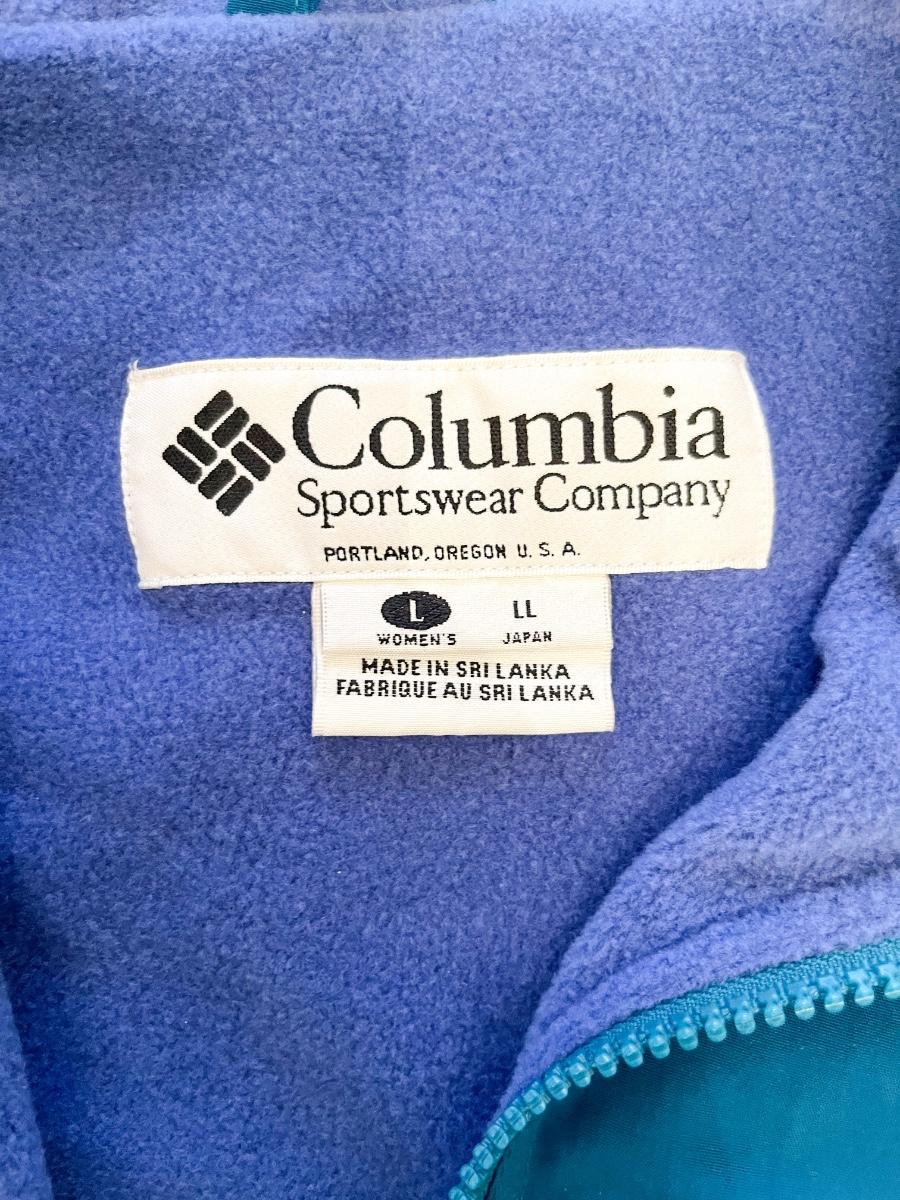 Columbia
Sportswear Company
PORTLAND, OREGON U. S. A.
L LL
WOMEN'S JAPAN
MADE IN SRI LANKA
FABRIQUE AU SRI LANKA